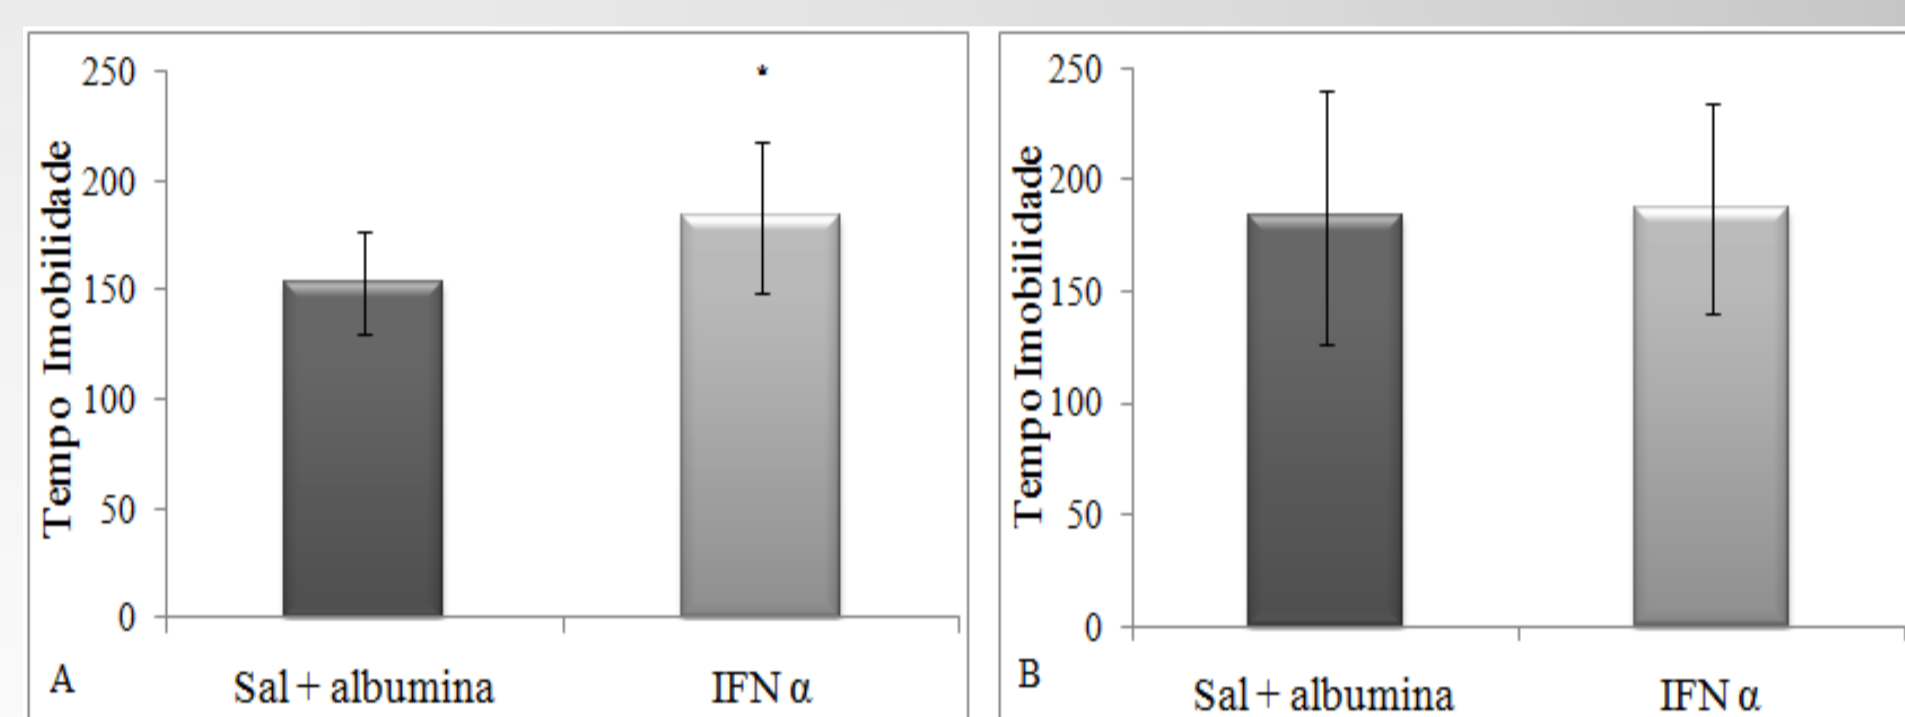 250
200
150
100
50
0
Tempo Imobilidade
*
Sal + albumina
IFN α
A
250
200
150
100
50
0
Tempo Imobilidade
Sal + albumina
IFN α
B